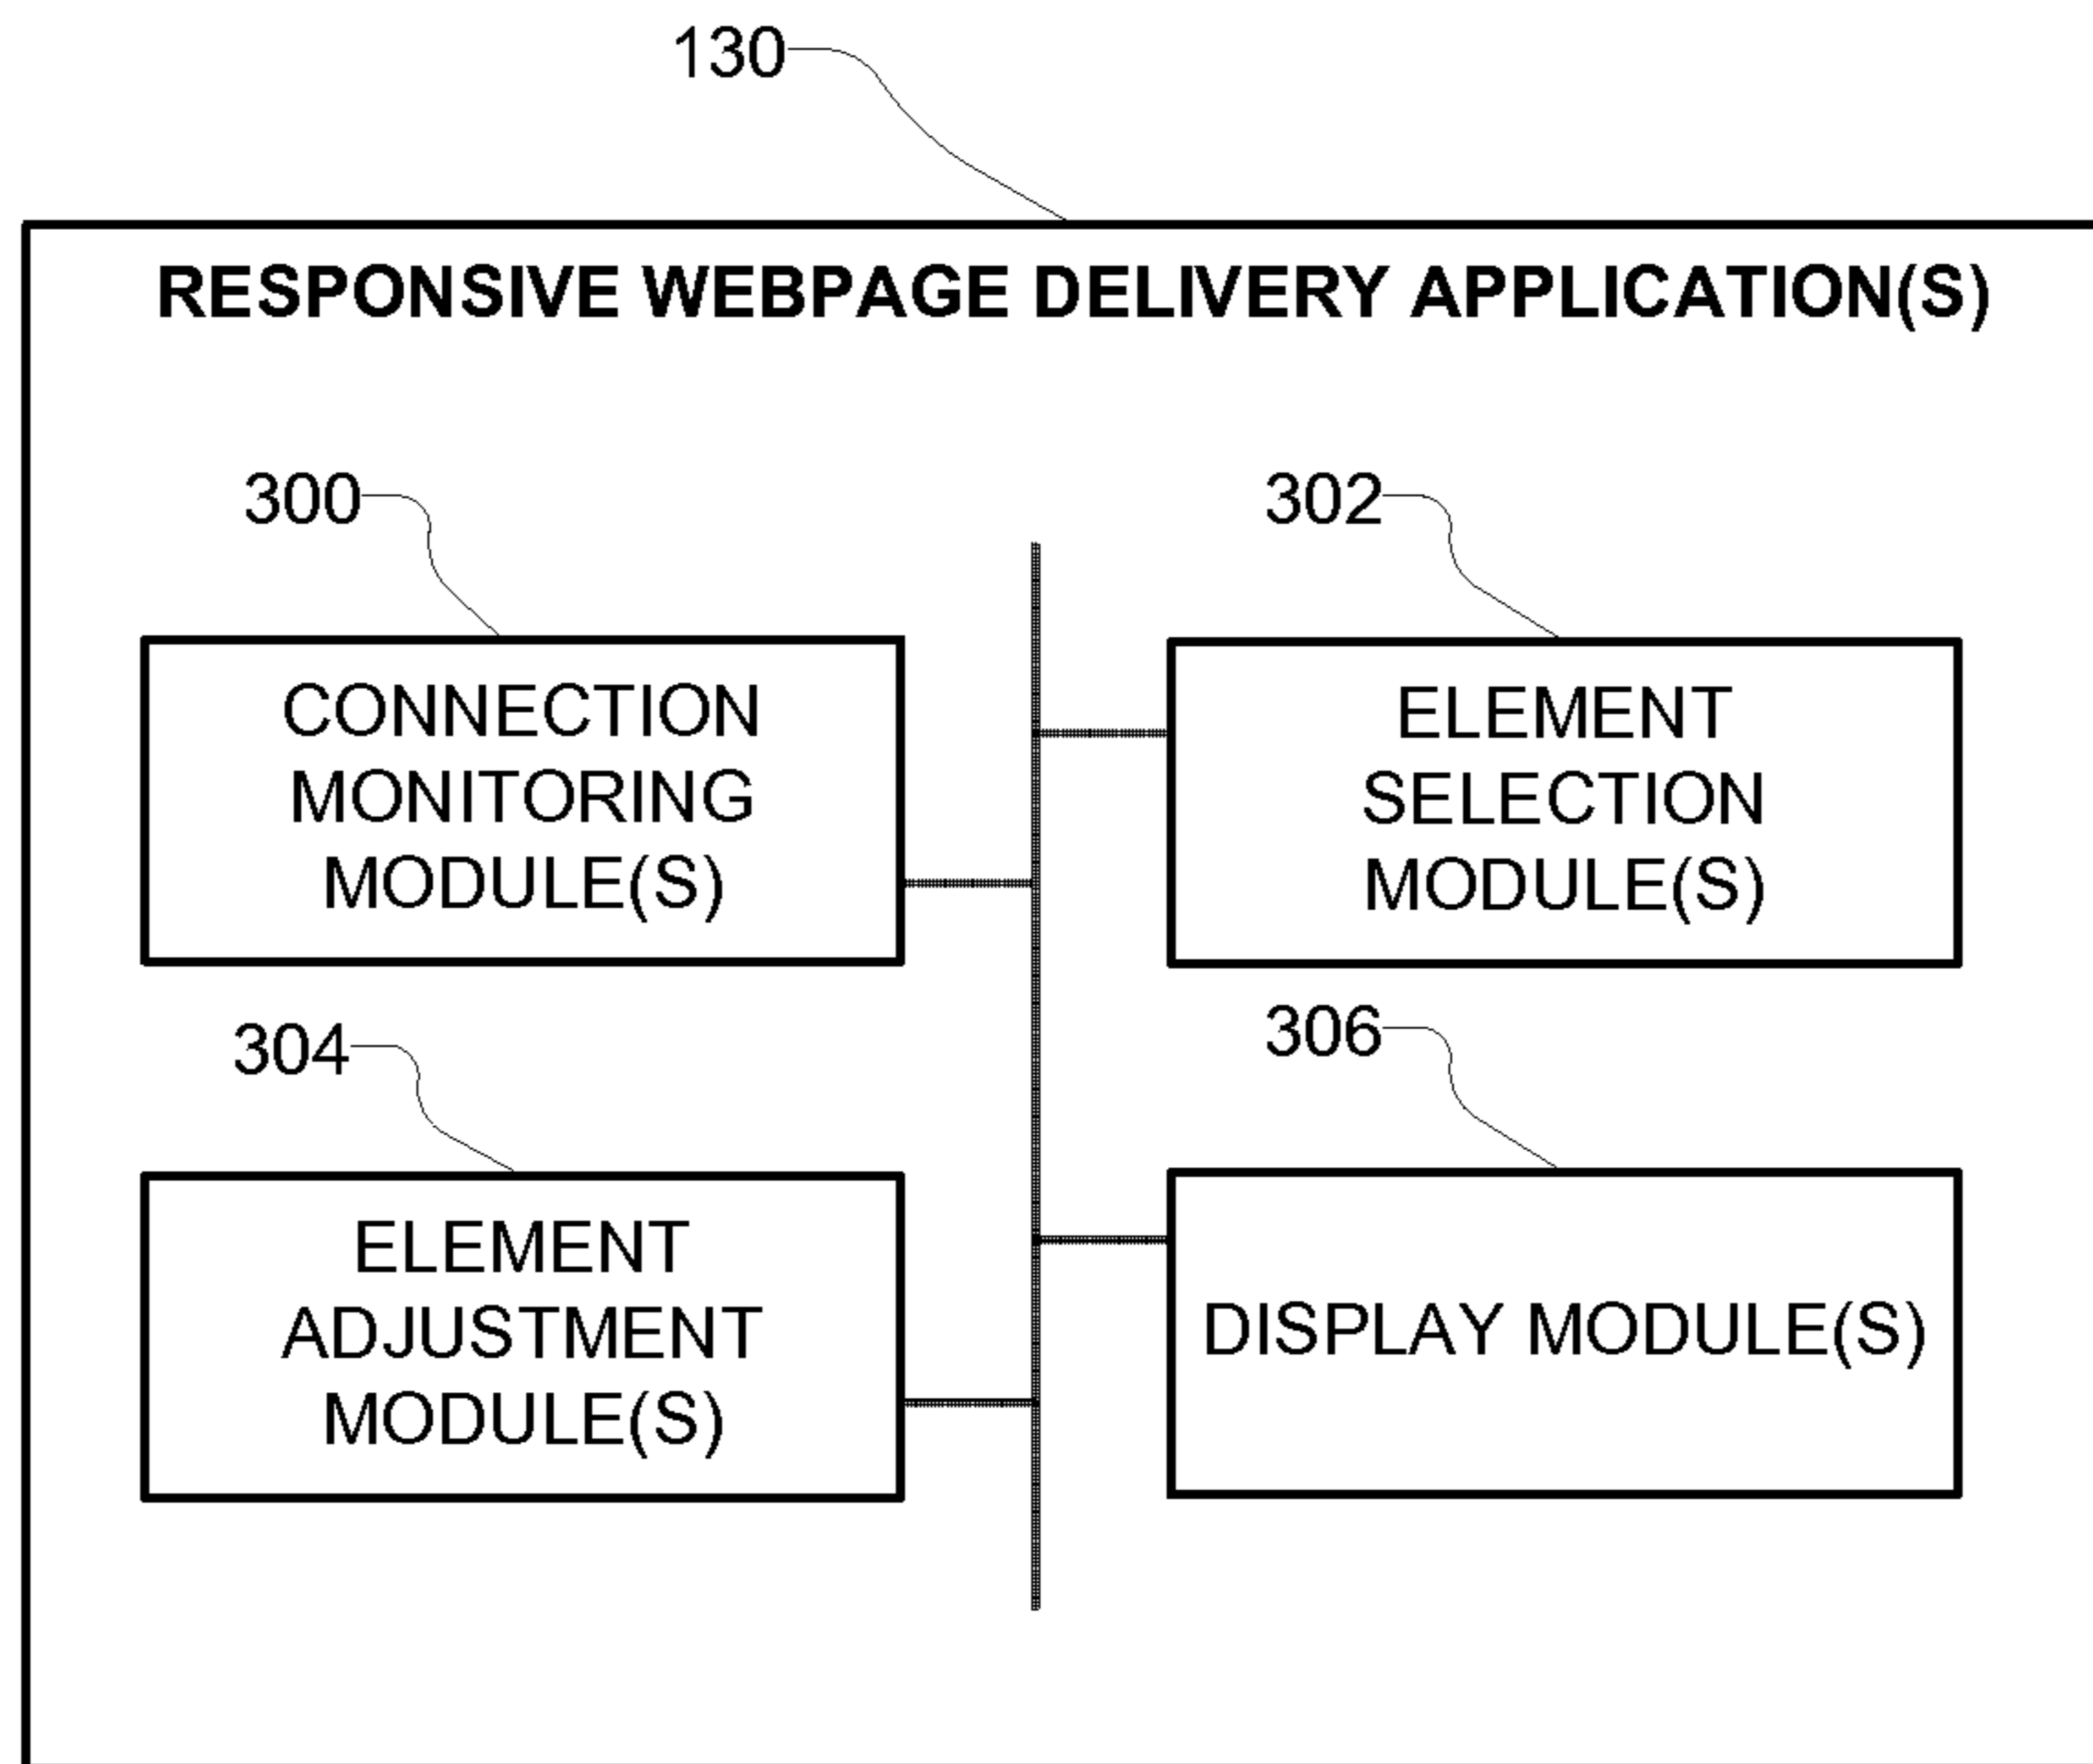 130
RESPONSIVE WEBPAGE DELIVERY APPLICATION(S)
300
CONNECTION
MONITORING
MODULE(S)
302
ELEMENT
SELECTION
MODULE(S)
304
ELEMENT
ADJUSTMENT
MODULE(S)
306
DISPLAY MODULE(S)